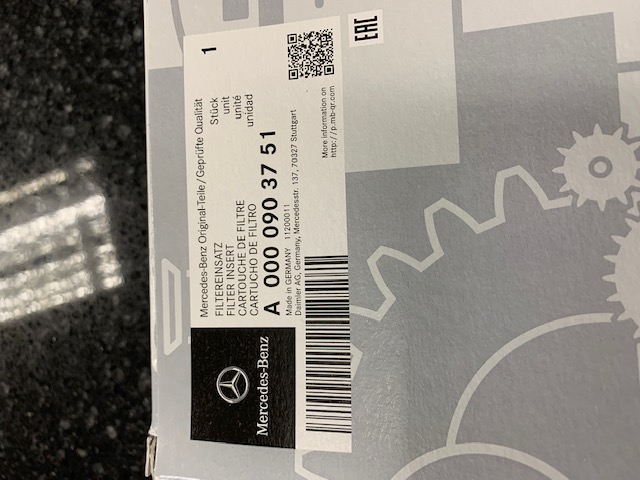 Mercedes-Benz Original-Teile/Geprüfte Qualität
FILTEREINSATZ Stück 1
FILTER INSERT unit
CARTOUCHE DE FILTRE unité
CARTUCHO DE FILTRO unidad
A 000 090 37 51
Made in GERMANY 11200011
Daimler AG, Germany, Mercedesstr. 137, 70327 Stuttgart
More information on
http://p.mb-qr.com
Mercedes-Benz
EAC